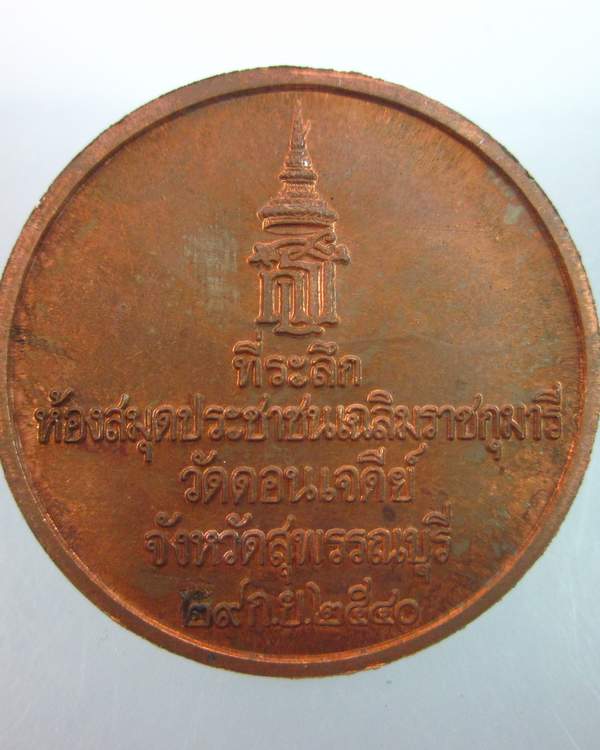 ที่ระลึก
ห้องสมุดประชาชนเฉลิมราชกุมารี
วัดดอนเจดีย์
จังหวัดสุพรรณบุรี
๒๙ ก.ย. ๒๕๔๐